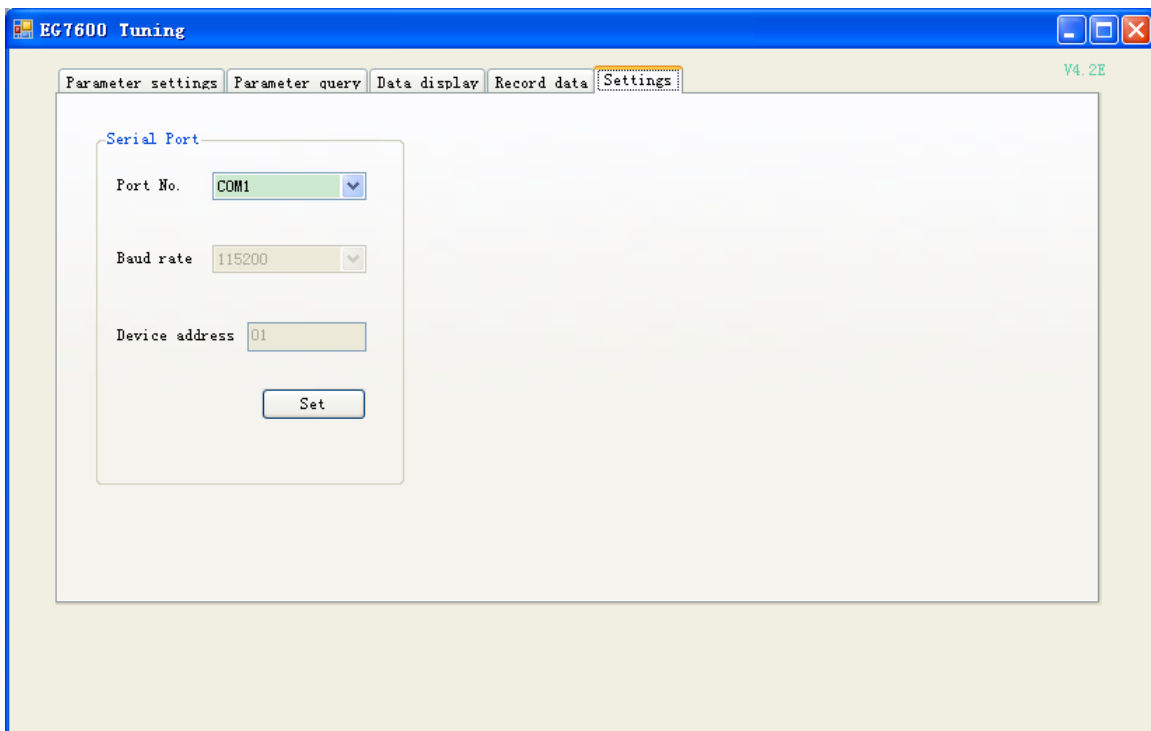 EG7600 Tuning
V4.2E
Parameter settings Parameter query Data display Record data Settings
Serial Port
Port No. COM1
Baud rate 115200
Device address 01
Set